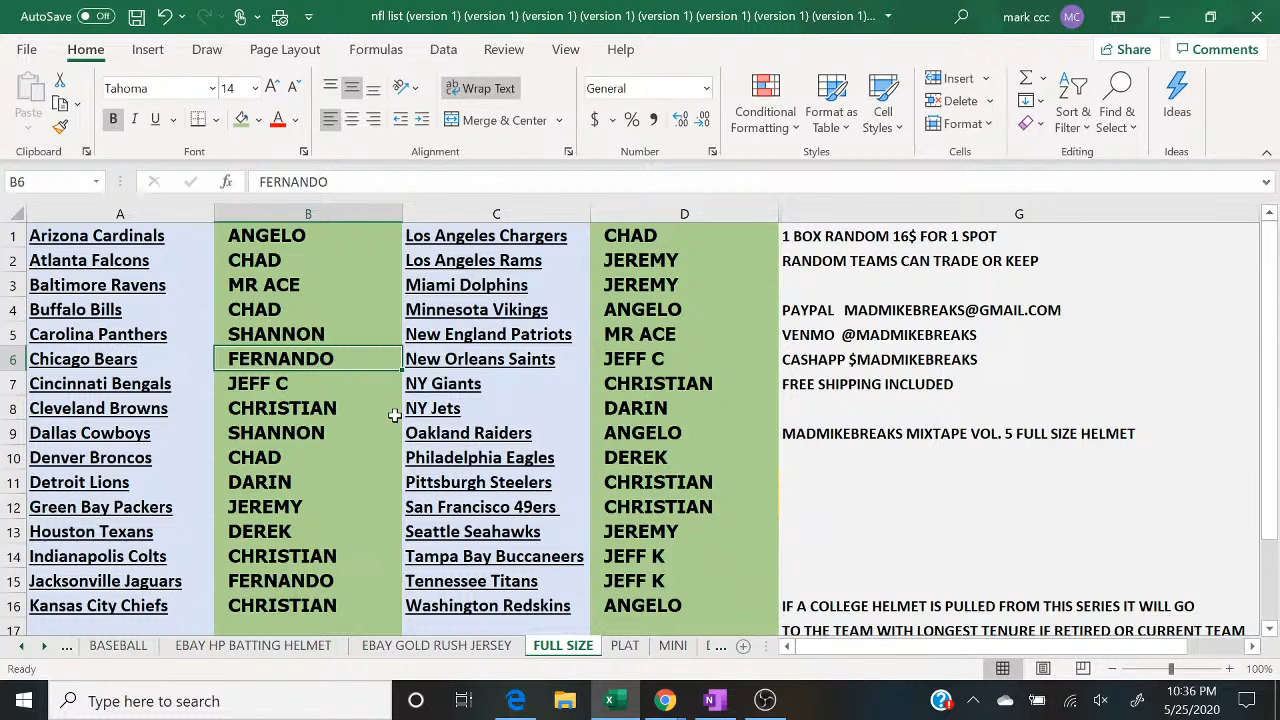 AutoSave Off nfl list (version 1) (version 1) (version 1) (version 1) (version 1) (version 1) (version 1)... mark ccc MC
File Home Insert Draw Page Layout Formulas Data Review View Help Share Comments
Paste Tahoma 14 Wrap Text General Insert
B I U A Merge & Center $ % Conditional Formatting Format as Table Cell Styles Delete Format Sort & Filter Find & Select Ideas
Clipboard Font Alignment Number Styles Cells Editing Ideas
B6 fx FERNANDO
A B C D G
1 Arizona Cardinals ANGELO Los Angeles Chargers CHAD 1 BOX RANDOM 16$ FOR 1 SPOT
2 Atlanta Falcons CHAD Los Angeles Rams JEREMY RANDOM TEAMS CAN TRADE OR KEEP
3 Baltimore Ravens MR ACE Miami Dolphins JEREMY
4 Buffalo Bills CHAD Minnesota Vikings ANGELO PAYPAL MADMIKEBREAKS@GMAIL.COM
5 Carolina Panthers SHANNON New England Patriots MR ACE VENMO @MADMIKEBREAKS
6 Chicago Bears FERNANDO New Orleans Saints JEFF C CASHAPP $MADMIKEBREAKS
7 Cincinnati Bengals JEFF C NY Giants CHRISTIAN FREE SHIPPING INCLUDED
8 Cleveland Browns CHRISTIAN NY Jets DARIN
9 Dallas Cowboys SHANNON Oakland Raiders ANGELO MADMIKEBREAKS MIXTAPE VOL. 5 FULL SIZE HELMET
10 Denver Broncos CHAD Philadelphia Eagles DEREK
11 Detroit Lions DARIN Pittsburgh Steelers CHRISTIAN
12 Green Bay Packers JEREMY San Francisco 49ers CHRISTIAN
13 Houston Texans DEREK Seattle Seahawks JEREMY
14 Indianapolis Colts CHRISTIAN Tampa Bay Buccaneers JEFF K
15 Jacksonville Jaguars FERNANDO Tennessee Titans JEFF K
16 Kansas City Chiefs CHRISTIAN Washington Redskins ANGELO IF A COLLEGE HELMET IS PULLED FROM THIS SERIES IT WILL GO
17 TO THE TEAM WITH LONGEST TENURE IF RETIRED OR CURRENT TEAM
... BASEBALL EBAY HP BATTING HELMET EBAY GOLD RUSH JERSEY FULL SIZE PLAT MINI ...
Ready 100%
Type here to search 10:36 PM
5/25/2020